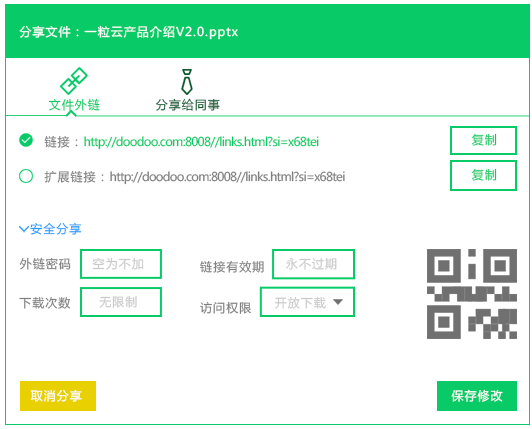 分享文件：一粒云产品介绍V2.0.pptx
文件外链 分享给同事
链接：http://doodoo.com:8008//links.html?si=x68tei 复制
扩展链接：http://doodoo.com:8008//links.html?si=x68tei 复制
安全分享
外链密码 空为不加 链接有效期 永不过期
下载次数 无限制 访问权限 开放下载
取消分享 保存修改